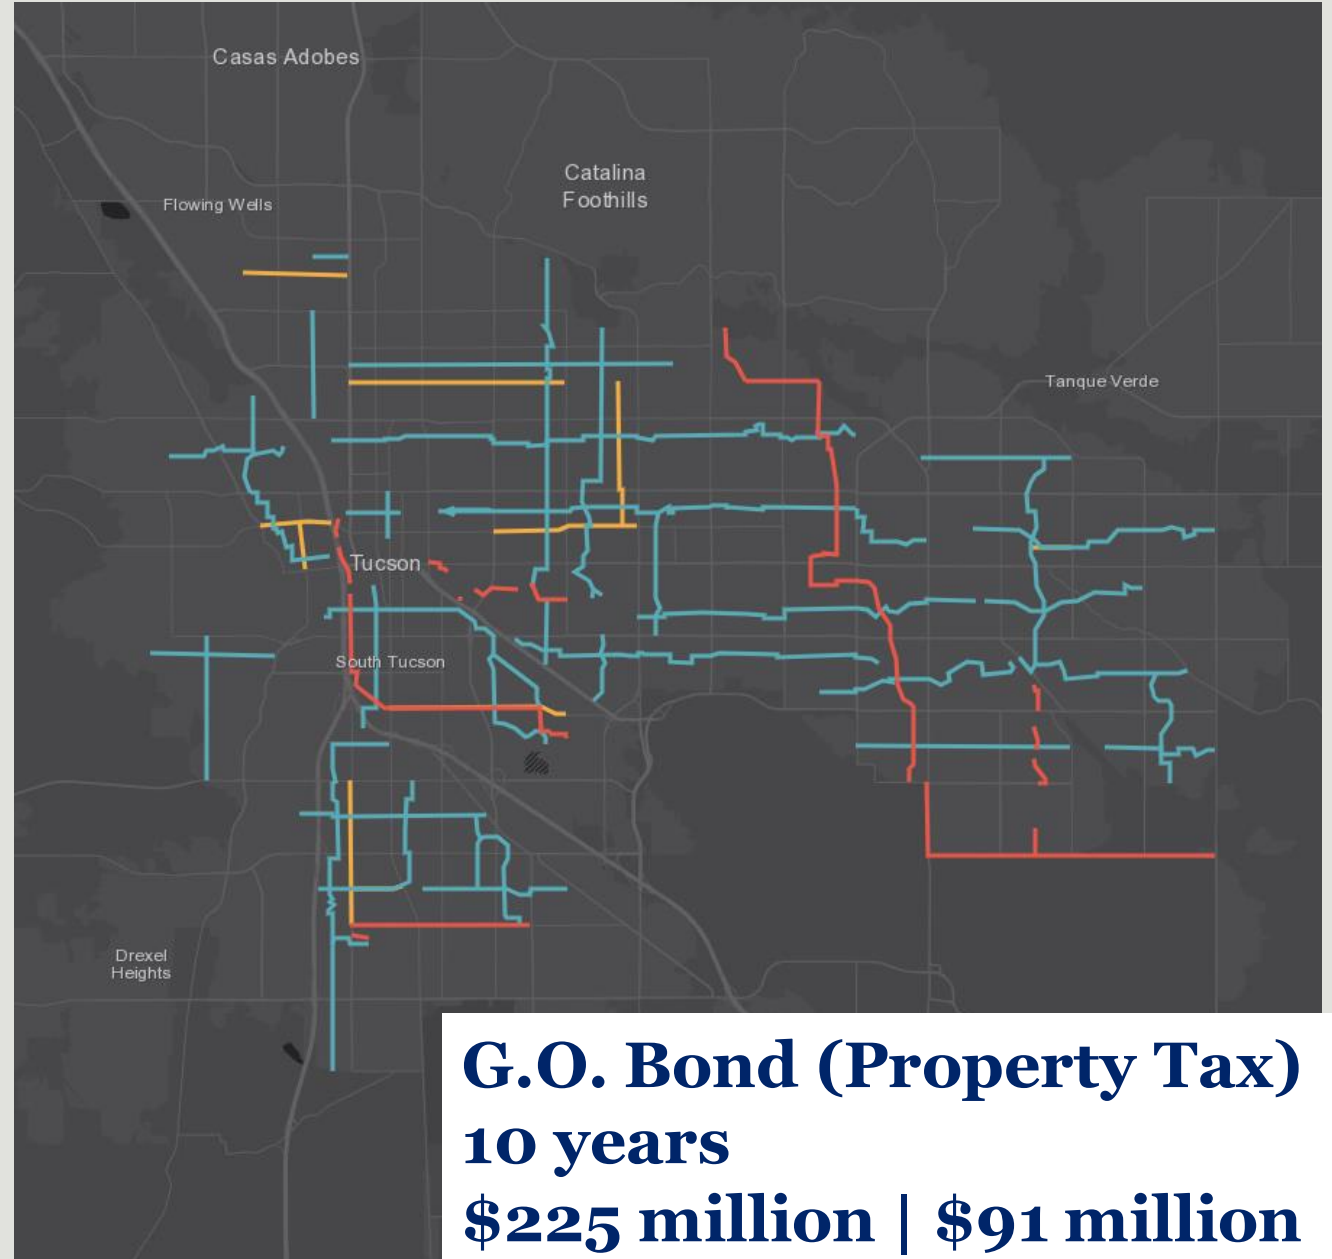 Casas Adobes
Catalina
Foothills
Flowing Wells
Tanque Verde
Tucson
South Tucson
Drexel
Heights
G.O. Bond (Property Tax)
10 years
$225 million | $91 million